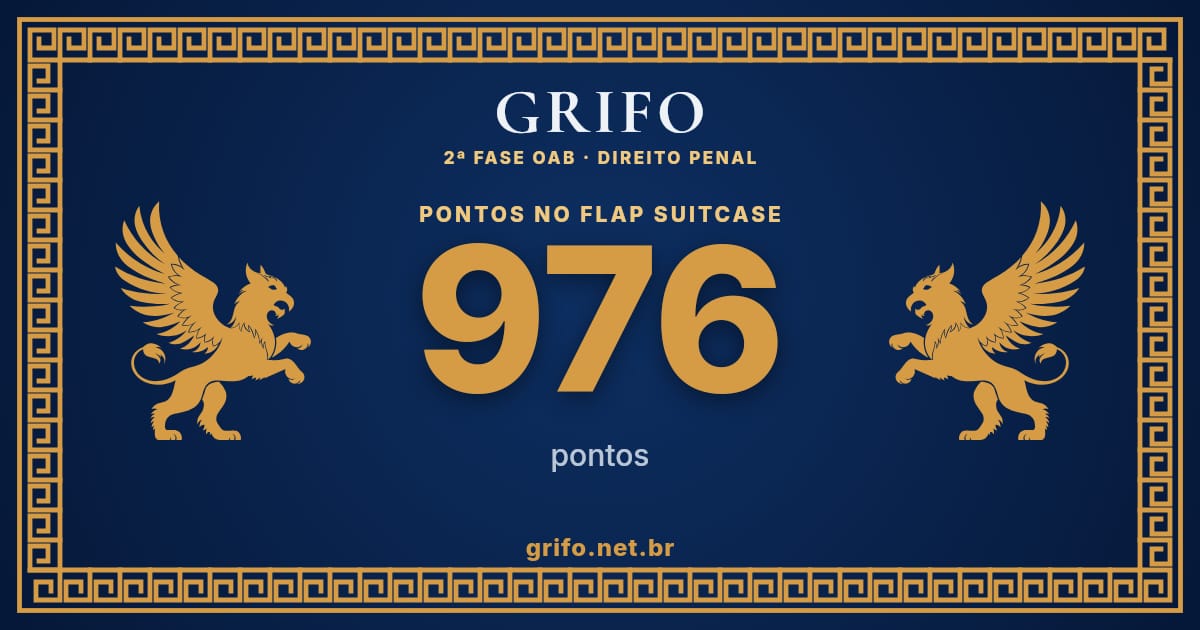 GRIFO
2ª FASE OAB · DIREITO PENAL
PONTOS NO FLAP SUITCASE
976
pontos
grifo.net.br